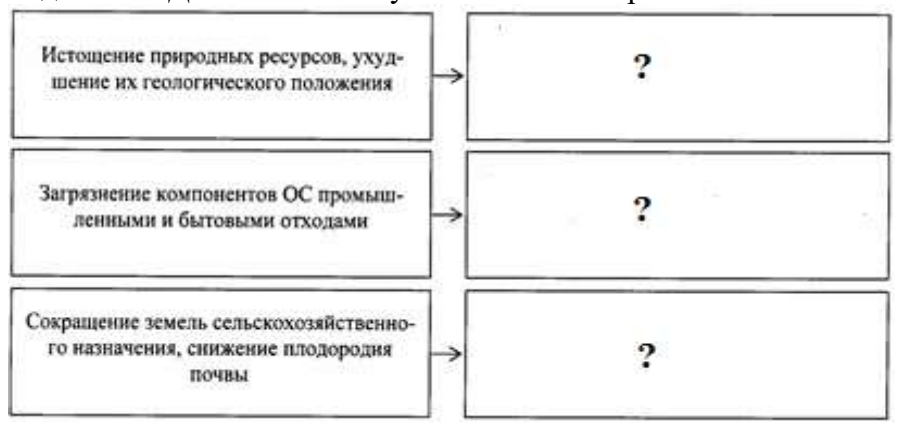 Истощение природных ресурсов, ухуд-
шение их геологического положения
?
Загрязнение компонентов ОС промыш-
ленными и бытовыми отходами
?
Сокращение земель сельскохозяйственно-
го назначения, снижение плодородия
почвы
?